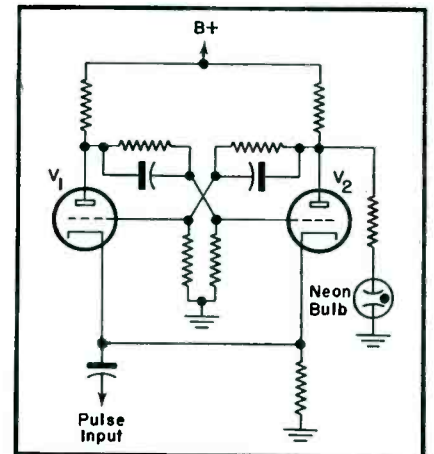 B+
V1
V2
Neon
Bulb
Pulse
Input